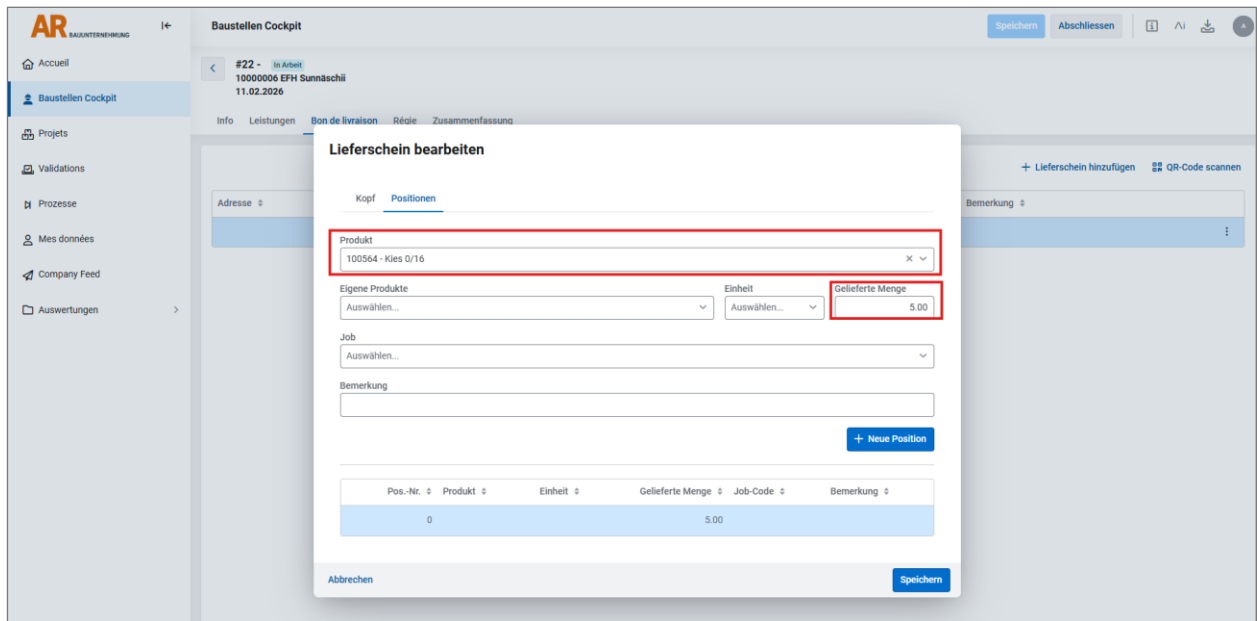 AR BAUUNTERNEHMUNG
Baustellen Cockpit
Speichern
Abschliessen
A
Accueil
Baustellen Cockpit
Projets
Validations
Prozesse
Mes données
Company Feed
Auswertungen
#22 - In Arbeit
10000006 EFH Sunnäschii
11.02.2026
Info Leistungen Bon de livraison Régie Zusammenfassung
+ Lieferschein hinzufügen QR-Code scannen
Adresse Bemerkung
Lieferschein bearbeiten
Kopf Positionen
Produkt
100564 - Kies 0/16
Eigene Produkte Einheit Gelieferte Menge
Auswählen... Auswählen... 5.00
Job
Auswählen...
Bemerkung
+ Neue Position
Pos.-Nr. Produkt Einheit Gelieferte Menge Job-Code Bemerkung
0 5.00
Abbrechen Speichern